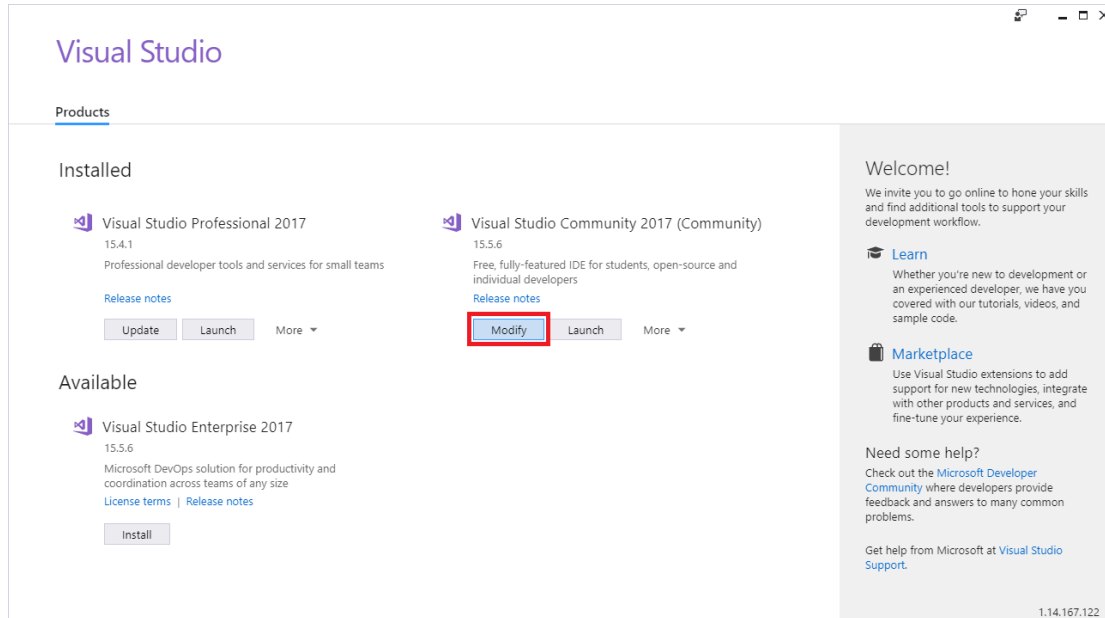 Visual Studio
Products
Installed
Visual Studio Professional 2017
15.4.1
Professional developer tools and services for small teams
Release notes
Update
Launch
More
Visual Studio Community 2017 (Community)
15.5.6
Free, fully-featured IDE for students, open-source and
individual developers
Release notes
Modify
Launch
More
Available
Visual Studio Enterprise 2017
15.5.6
Microsoft DevOps solution for productivity and
coordination across teams of any size
License terms | Release notes
Install
Welcome!
We invite you to go online to hone your skills
and find additional tools to support your
development workflow.
Learn
Whether you're new to development or
an experienced developer, we have you
covered with our tutorials, videos, and
sample code.
Marketplace
Use Visual Studio extensions to add
support for new technologies, integrate
with other products and services, and
fine-tune your experience.
Need some help?
Check out the Microsoft Developer
Community where developers provide
feedback and answers to many common
problems.
Get help from Microsoft at Visual Studio
Support.
1.14.167.122